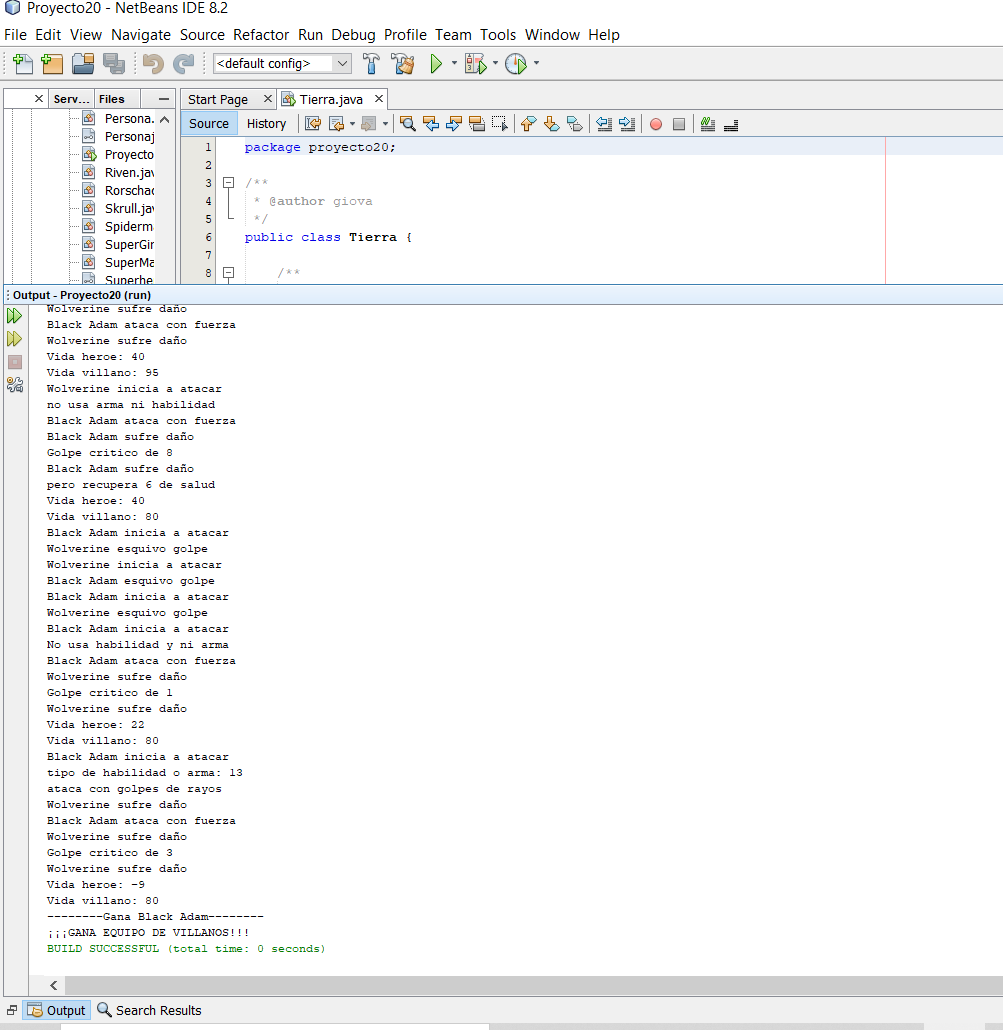 Proyecto20 - NetBeans IDE 8.2
File Edit View Navigate Source Refactor Run Debug Profile Team Tools Window Help
<default config>
Serv... Files
Start Page Tierra.java
Source History
Persona.
Personaj
Proyecto
Riven.jav
Rorschac
Skrull.jav
Spiderm
SuperGir
SuperMa
Superhe
1 package proyecto20;
2
3 /**
4 * @author giova
5 */
6 public class Tierra {
7
8 /**
Output - Proyecto20 (run)
Wolverine sufre daño
Black Adam ataca con fuerza
Wolverine sufre daño
Vida heroe: 40
Vida villano: 95
Wolverine inicia a atacar
no usa arma ni habilidad
Black Adam ataca con fuerza
Black Adam sufre daño
Golpe critico de 8
Black Adam sufre daño
pero recupera 6 de salud
Vida heroe: 40
Vida villano: 80
Black Adam inicia a atacar
Wolverine esquivo golpe
Wolverine inicia a atacar
Black Adam esquivo golpe
Black Adam inicia a atacar
Wolverine esquivo golpe
Black Adam inicia a atacar
No usa habilidad y ni arma
Black Adam ataca con fuerza
Wolverine sufre daño
Golpe critico de 1
Wolverine sufre daño
Vida heroe: 22
Vida villano: 80
Black Adam inicia a atacar
tipo de habilidad o arma: 13
ataca con golpes de rayos
Wolverine sufre daño
Black Adam ataca con fuerza
Wolverine sufre daño
Golpe critico de 3
Wolverine sufre daño
Vida heroe: -9
Vida villano: 80
--------Gana Black Adam--------
¡¡¡GANA EQUIPO DE VILLANOS!!!
BUILD SUCCESSFUL (total time: 0 seconds)
Output Search Results